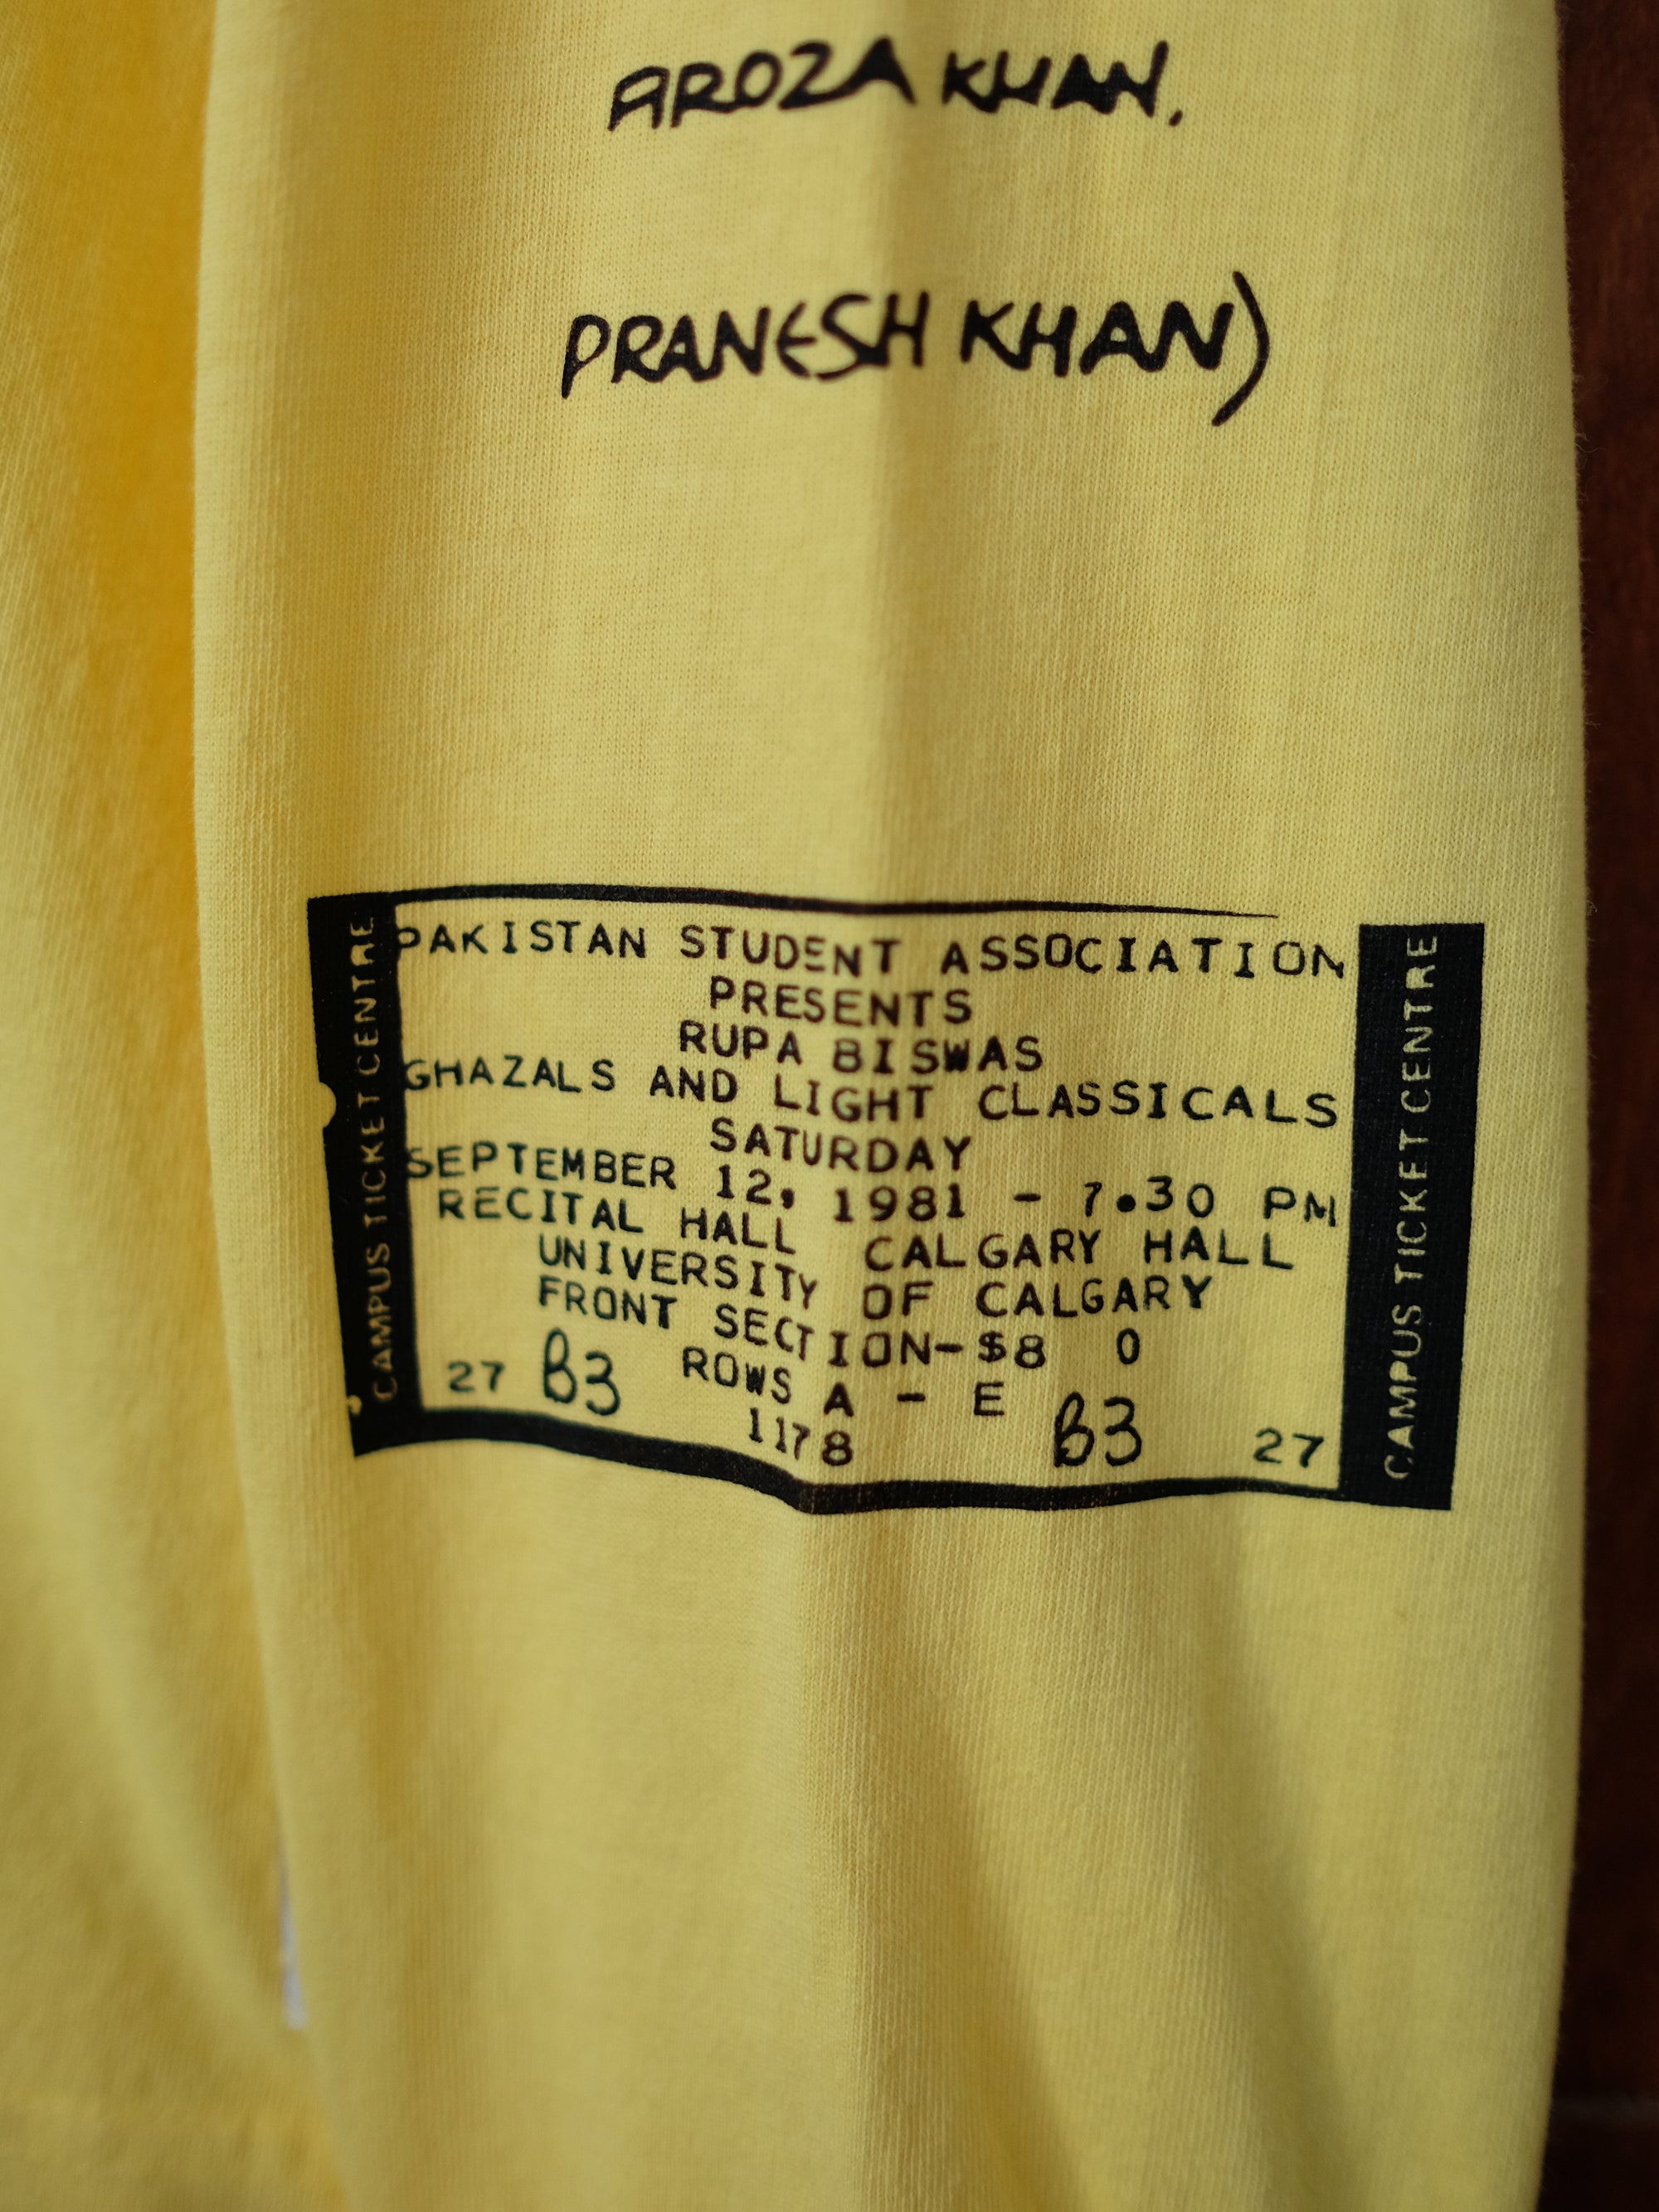 AROZA KHAN.
PRANESH KHAN)
PAKISTAN STUDENT ASSOCIATION
PRESENTS
RUPA BISWAS
GHAZALS AND LIGHT CLASSICALS
SATURDAY
SEPTEMBER 12, 1981 - 7.30 PM
RECITAL HALL CALGARY HALL
UNIVERSITY OF CALGARY
FRONT SECTION-$8 0
ROWS A - E
27 B3 1178 B3 27
CAMPUS TICKET CENTRE
CAMPUS TICKET CENTRE